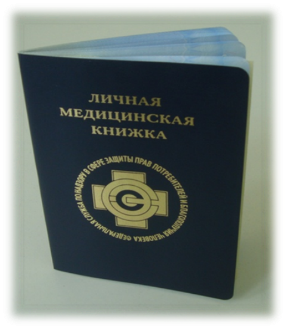 ЛИЧНАЯ
МЕДИЦИНСКАЯ
КНИЖКА
ФЕДЕРАЛЬНАЯ СЛУЖБА ПО НАДЗОРУ В СФЕРЕ ЗАЩИТЫ ПРАВ ПОТРЕБИТЕЛЕЙ И БЛАГОПОЛУЧИЯ ЧЕЛОВЕКА